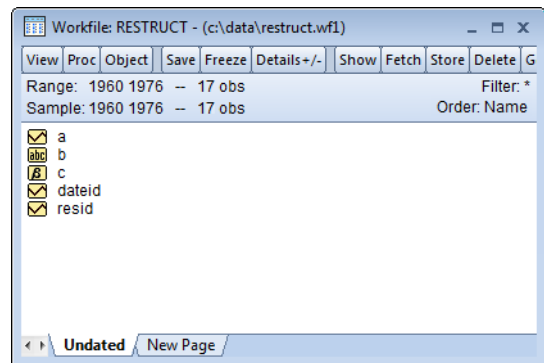 Workfile: RESTRUCT - (c:\data\restruct.wf1)
View Proc Object Save Freeze Details+/- Show Fetch Store Delete G
Range: 1960 1976 -- 17 obs Filter: *
Sample: 1960 1976 -- 17 obs Order: Name
a
abc b
β c
dateid
resid
Undated New Page